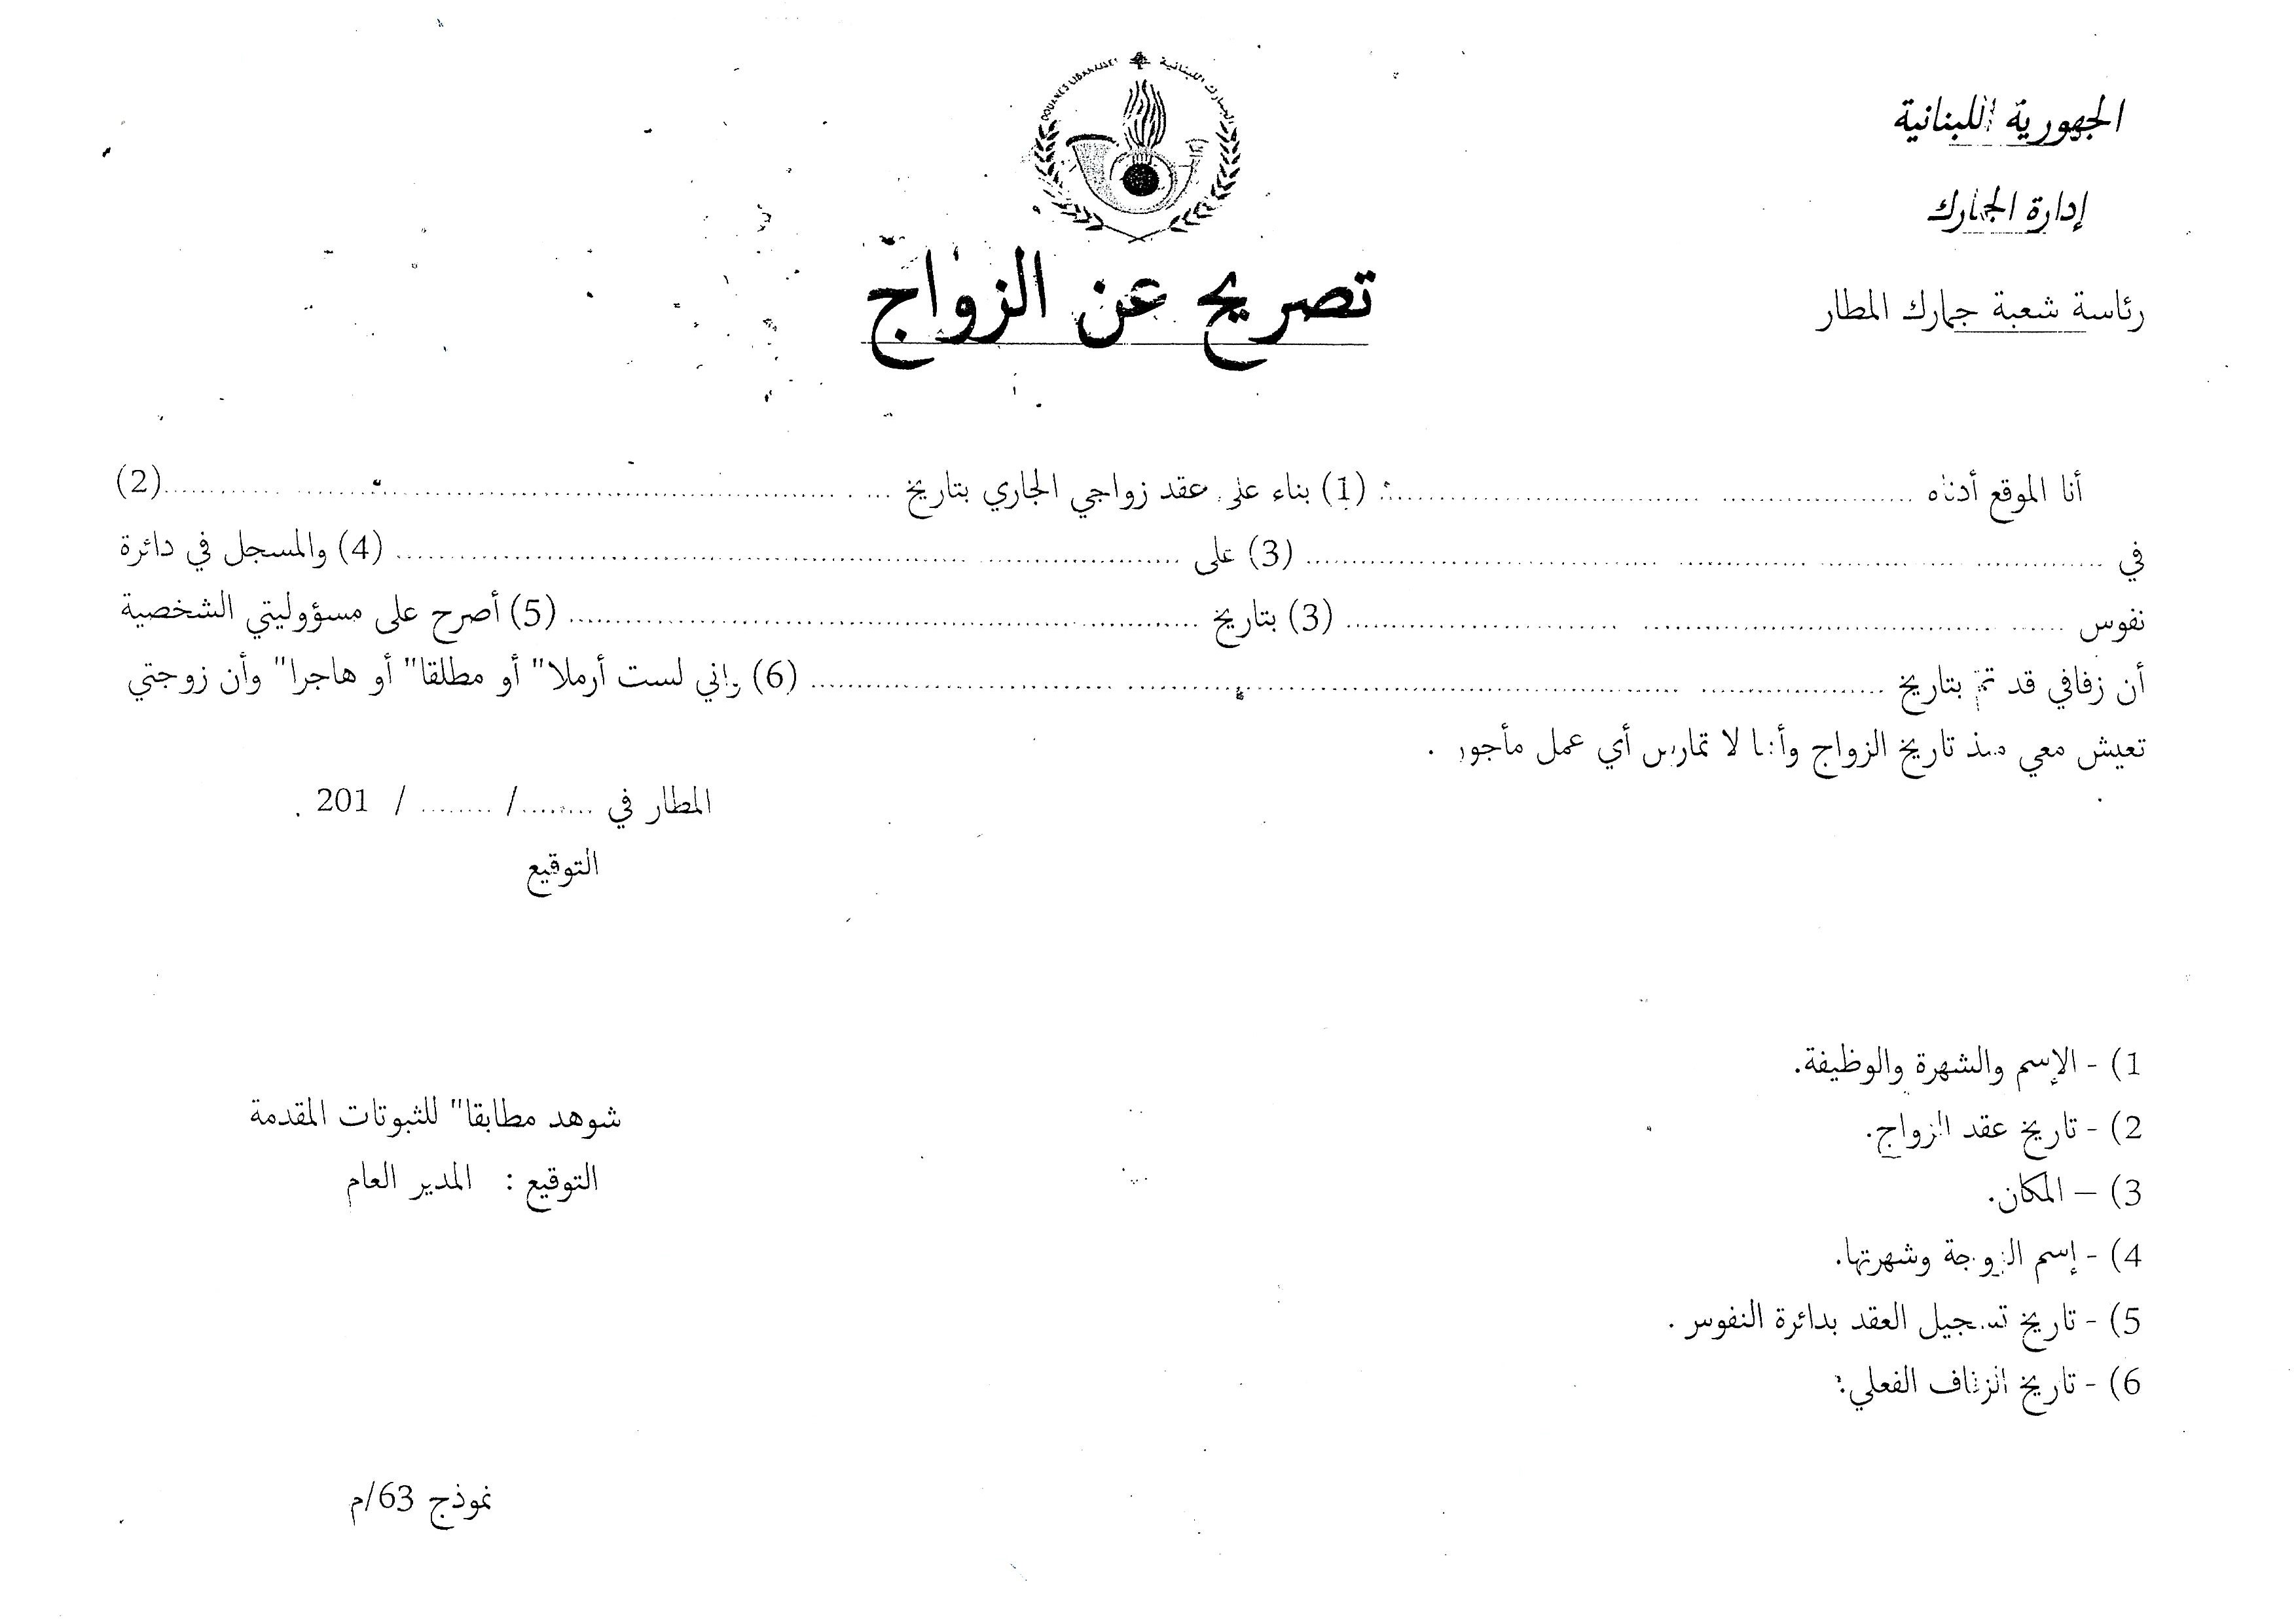 الجمهورية اللبنانية
إدارة الجمارك
رئاسة شعبة جمارك المطار
DOUANES LIBANAISES الجمارك اللبنانية
تصريح عن الزواج
أنا الموقع أدناه ........................ (1) بناء على عقد زواجي الجاري بتاريخ ........................ (2)
في ........................ (3) على ........................ (4) والمسجل في دائرة
نفوس ........................ (3) بتاريخ ........................ (5) أصرح على مسؤوليتي الشخصية
أن زفافي قد تم بتاريخ ........................ (6) وإني لست أرملا" أو مطلقا" أو هاجرا" وأن زوجتي
تعيش معي منذ تاريخ الزواج وأنها لا تمارس أي عمل مأجور .
المطار في ......../ ........ / 201 .
التوقيع
1) - الإسم والشهرة والوظيفة.
2) - تاريخ عقد الزواج.
3) – المكان.
4) - إسم الزوجة وشهرتها.
5) - تاريخ تسجيل العقد بدائرة النفوس .
6) - تاريخ الزفاف الفعلي:
شوهد مطابقا" للثبوتات المقدمة
التوقيع : المدير العام
نموذج 63/م